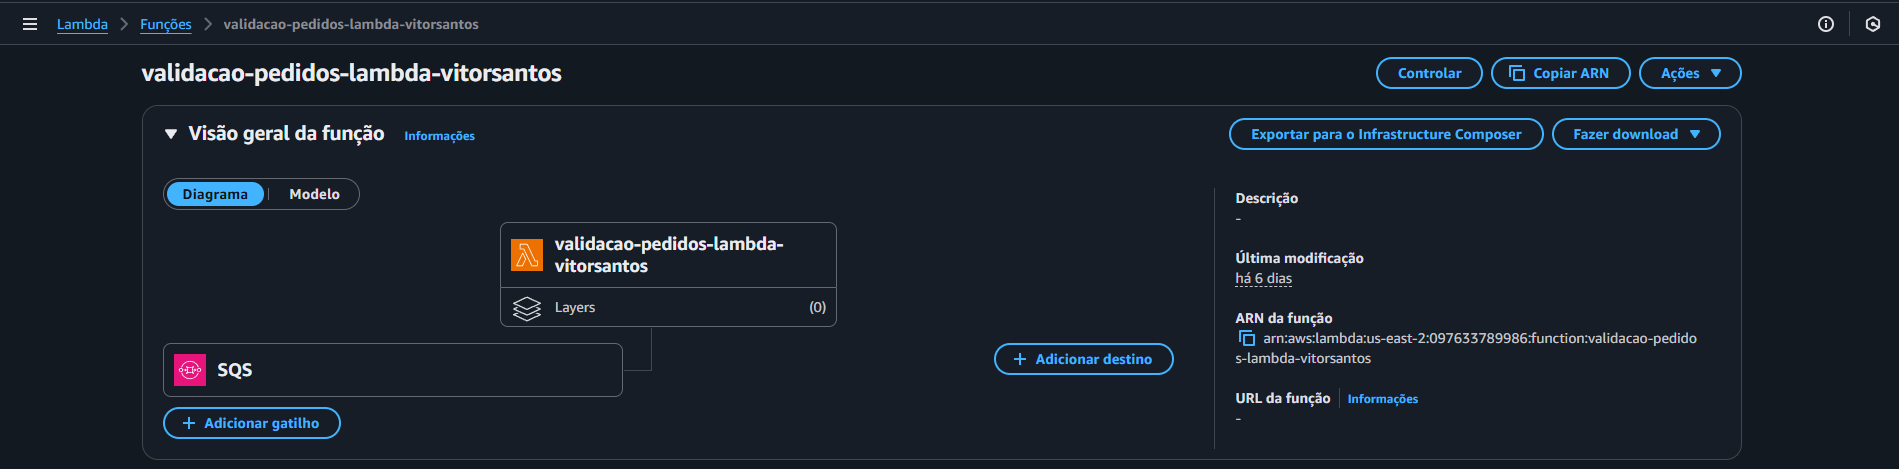 Lambda > Funções > validacao-pedidos-lambda-vitorsantos
validacao-pedidos-lambda-vitorsantos
Controlar
Copiar ARN
Ações
Visão geral da função
Informações
Exportar para o Infrastructure Composer
Fazer download
Diagrama
Modelo
validacao-pedidos-lambda-
vitorsantos
Layers
(0)
SQS
+ Adicionar gatilho
+ Adicionar destino
Descrição
-
Última modificação
há 6 dias
ARN da função
arn:aws:lambda:us-east-2:097633789986:function:validacao-pedido
s-lambda-vitorsantos
URL da função
Informações
-